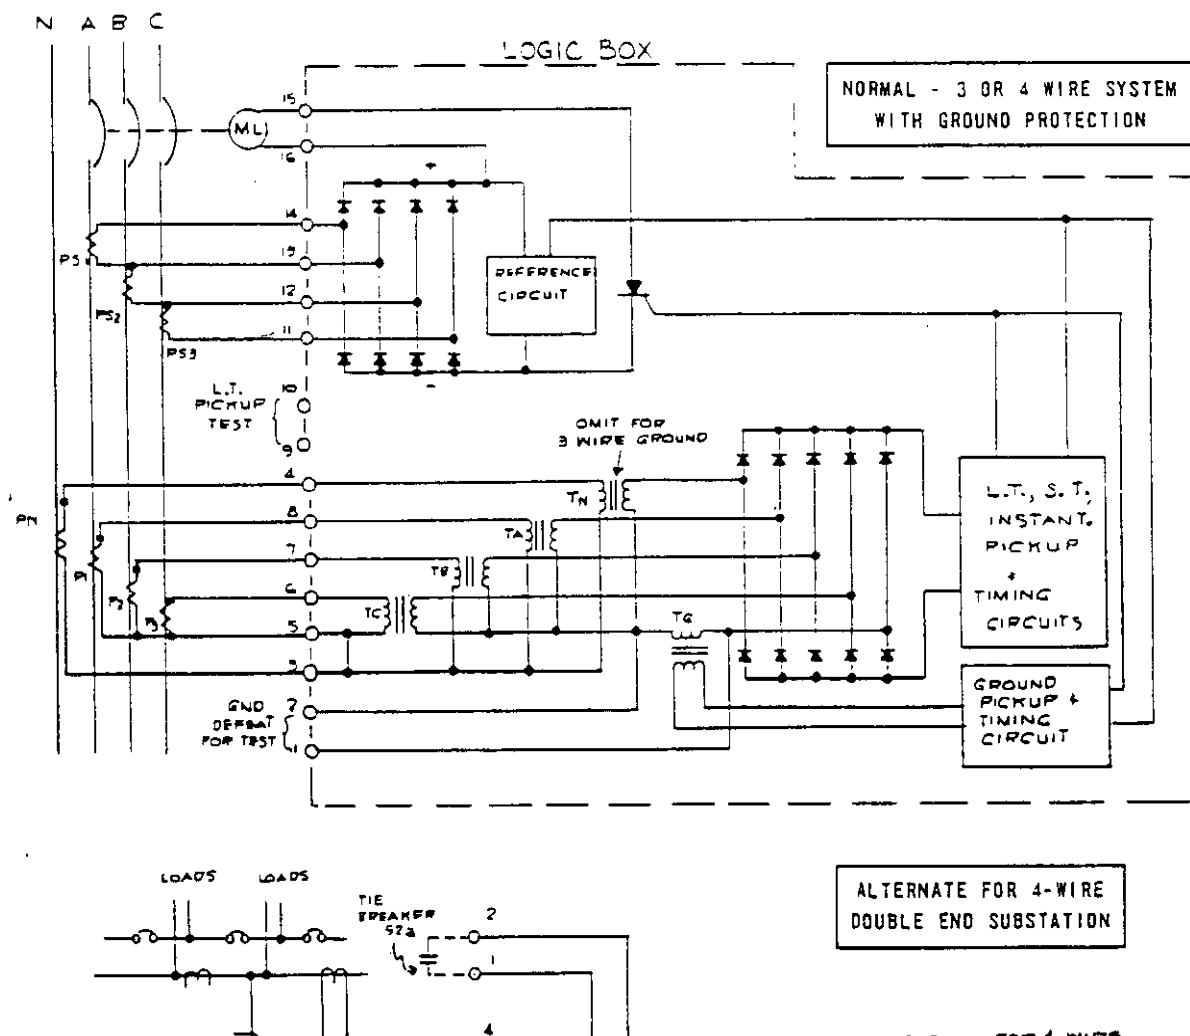 N A B C
LOGIC BOX
NORMAL - 3 OR 4 WIRE SYSTEM
WITH GROUND PROTECTION
15
ML
16
14
PS
13
REFERENCE
CIRCUIT
12
PS2
11
PS3
+
-
L.T.
PICKUP
TEST
10
9
OMIT FOR
3 WIRE GROUND
4
TN
PN
8
TA
P1
7
TB
P2
6
TC
P3
5
TG
3
L.T., S.T.,
INSTANT.
PICKUP
+
TIMING
CIRCUITS
GND
DEFEAT
FOR TEST
2
1
GROUND
PICKUP +
TIMING
CIRCUIT
LOADS LOADS
TIE
BREAKER
52a
2
1
4
ALTERNATE FOR 4-WIRE
DOUBLE END SUBSTATION